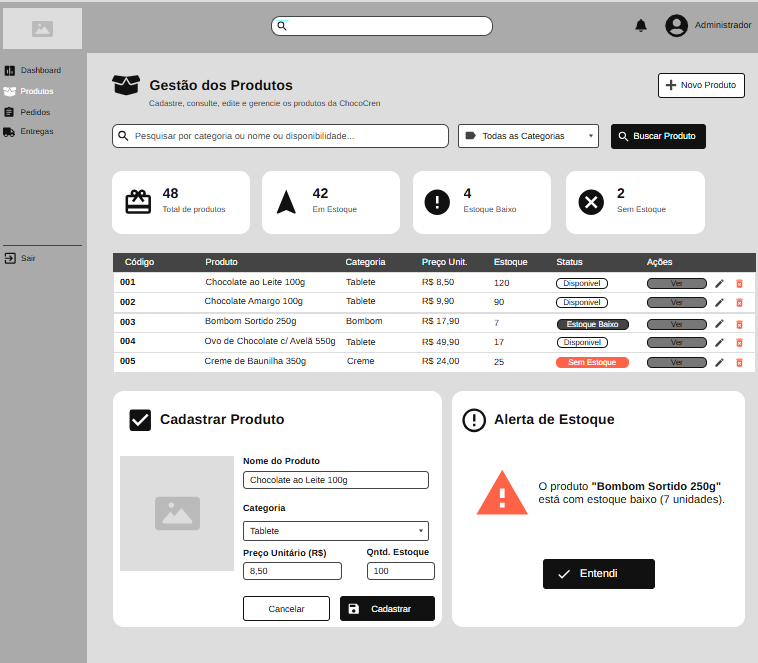 Administrador
Dashboard
Produtos
Pedidos
Entregas
Sair
Gestão dos Produtos
Cadastre, consulte, edite e gerencie os produtos da ChocoCren
Novo Produto
Pesquisar por categoria ou nome ou disponibilidade...
Todas as Categorias
Buscar Produto
48
Total de produtos
42
Em Estoque
4
Estoque Baixo
2
Sem Estoque
Código Produto Categoria Preço Unit. Estoque Status Ações
001 Chocolate ao Leite 100g Tablete R$ 8,50 120 Disponivel Ver
002 Chocolate Amargo 100g Tablete R$ 9,90 90 Disponivel Ver
003 Bombom Sortido 250g Bombom R$ 17,90 7 Estoque Baixo Ver
004 Ovo de Chocolate c/ Avelã 550g Tablete R$ 49,90 17 Disponivel Ver
005 Creme de Baunilha 350g Creme R$ 24,00 25 Sem Estoque Ver
Cadastrar Produto
Nome do Produto
Chocolate ao Leite 100g
Categoria
Tablete
Preço Unitário (R$) Qntd. Estoque
8,50 100
Cancelar Cadastrar
Alerta de Estoque
O produto "Bombom Sortido 250g"
está com estoque baixo (7 unidades).
Entendi